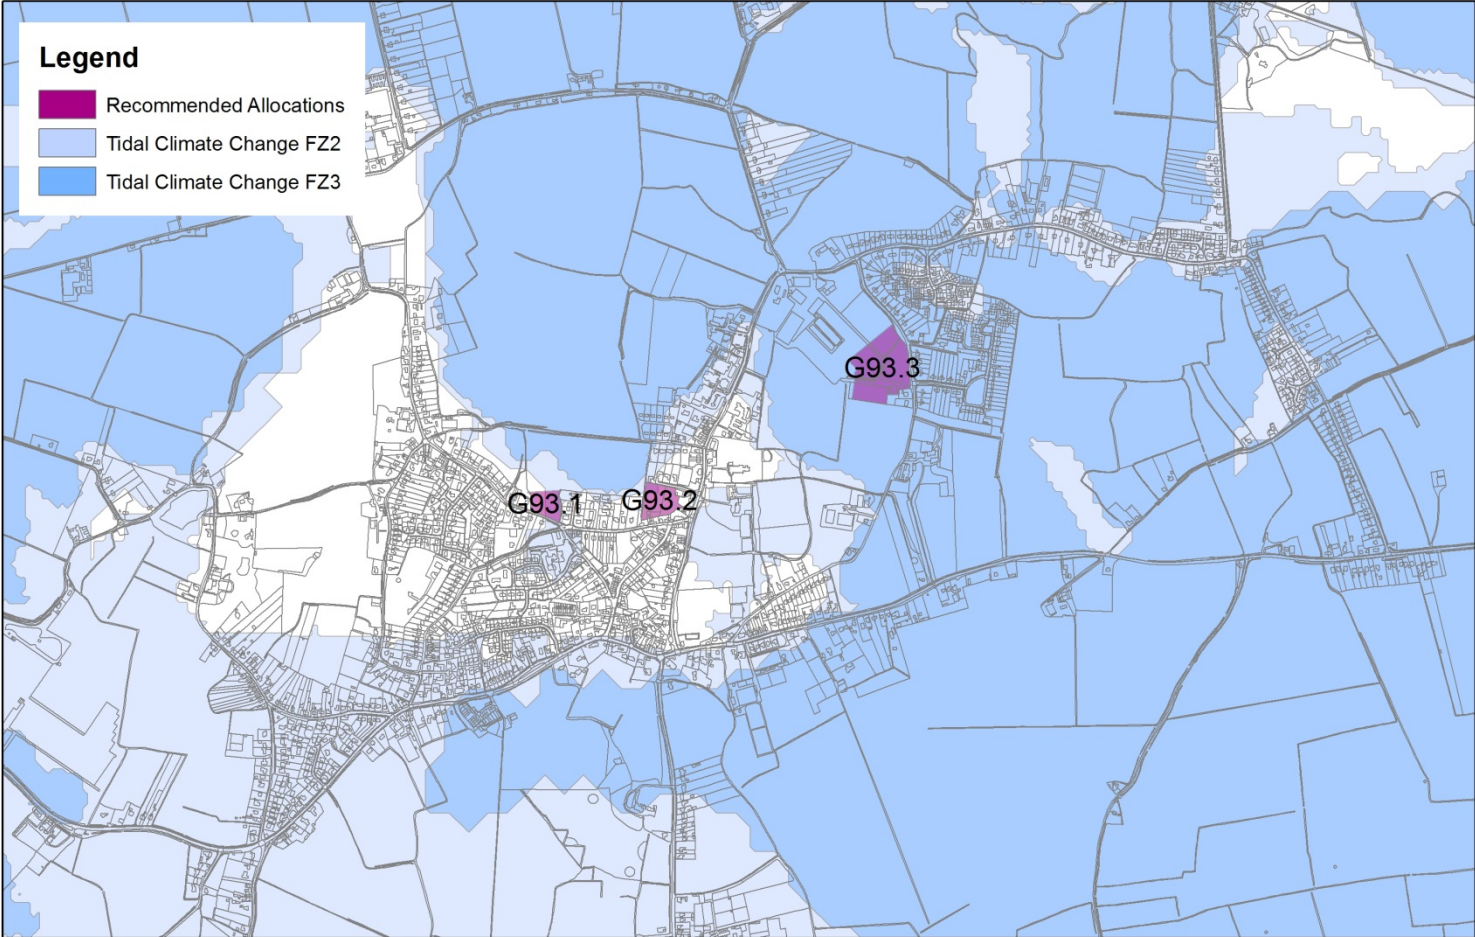 Legend
Recommended Allocations
Tidal Climate Change FZ2
Tidal Climate Change FZ3
G93.3
G93.1
G93.2